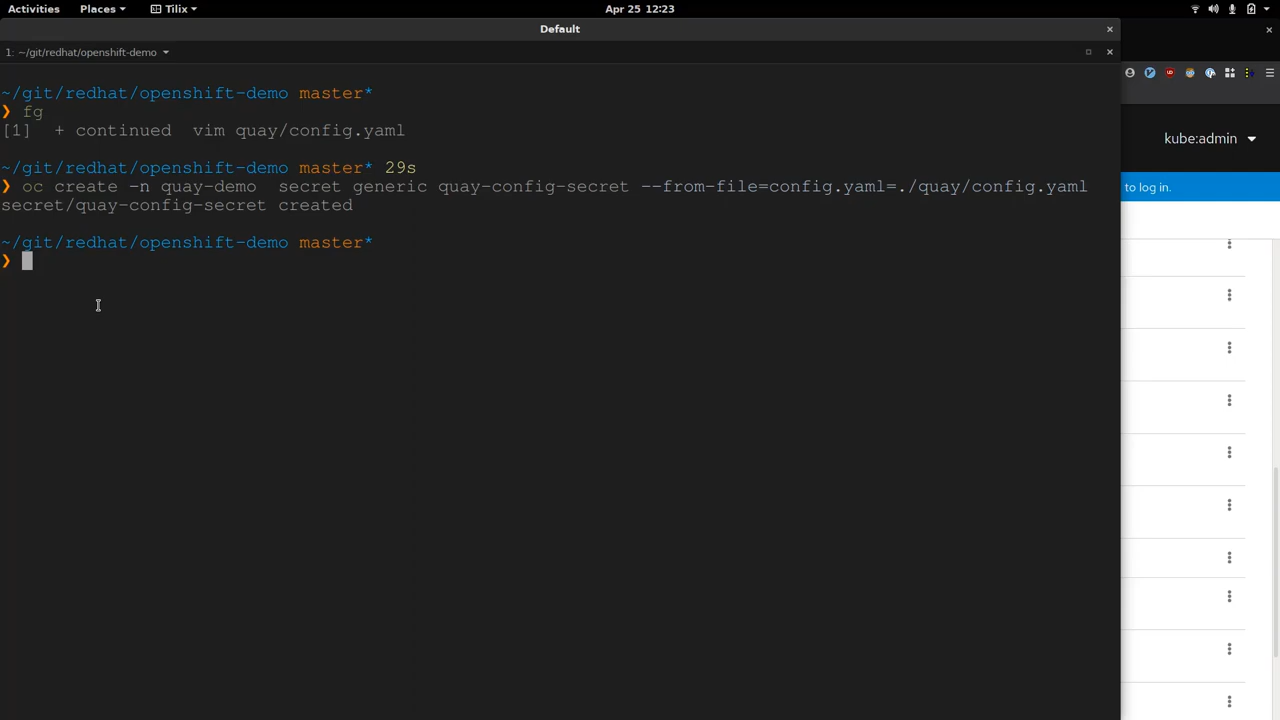 Activities Places Tilix Apr 25 12:23
Default
1: ~/git/redhat/openshift-demo
~/git/redhat/openshift-demo master*
❯ fg
[1]  + continued  vim quay/config.yaml
~/git/redhat/openshift-demo master* 29s
❯ oc create -n quay-demo  secret generic quay-config-secret --from-file=config.yaml=./quay/config.yaml
secret/quay-config-secret created
~/git/redhat/openshift-demo master*
❯
kube:admin
to log in.